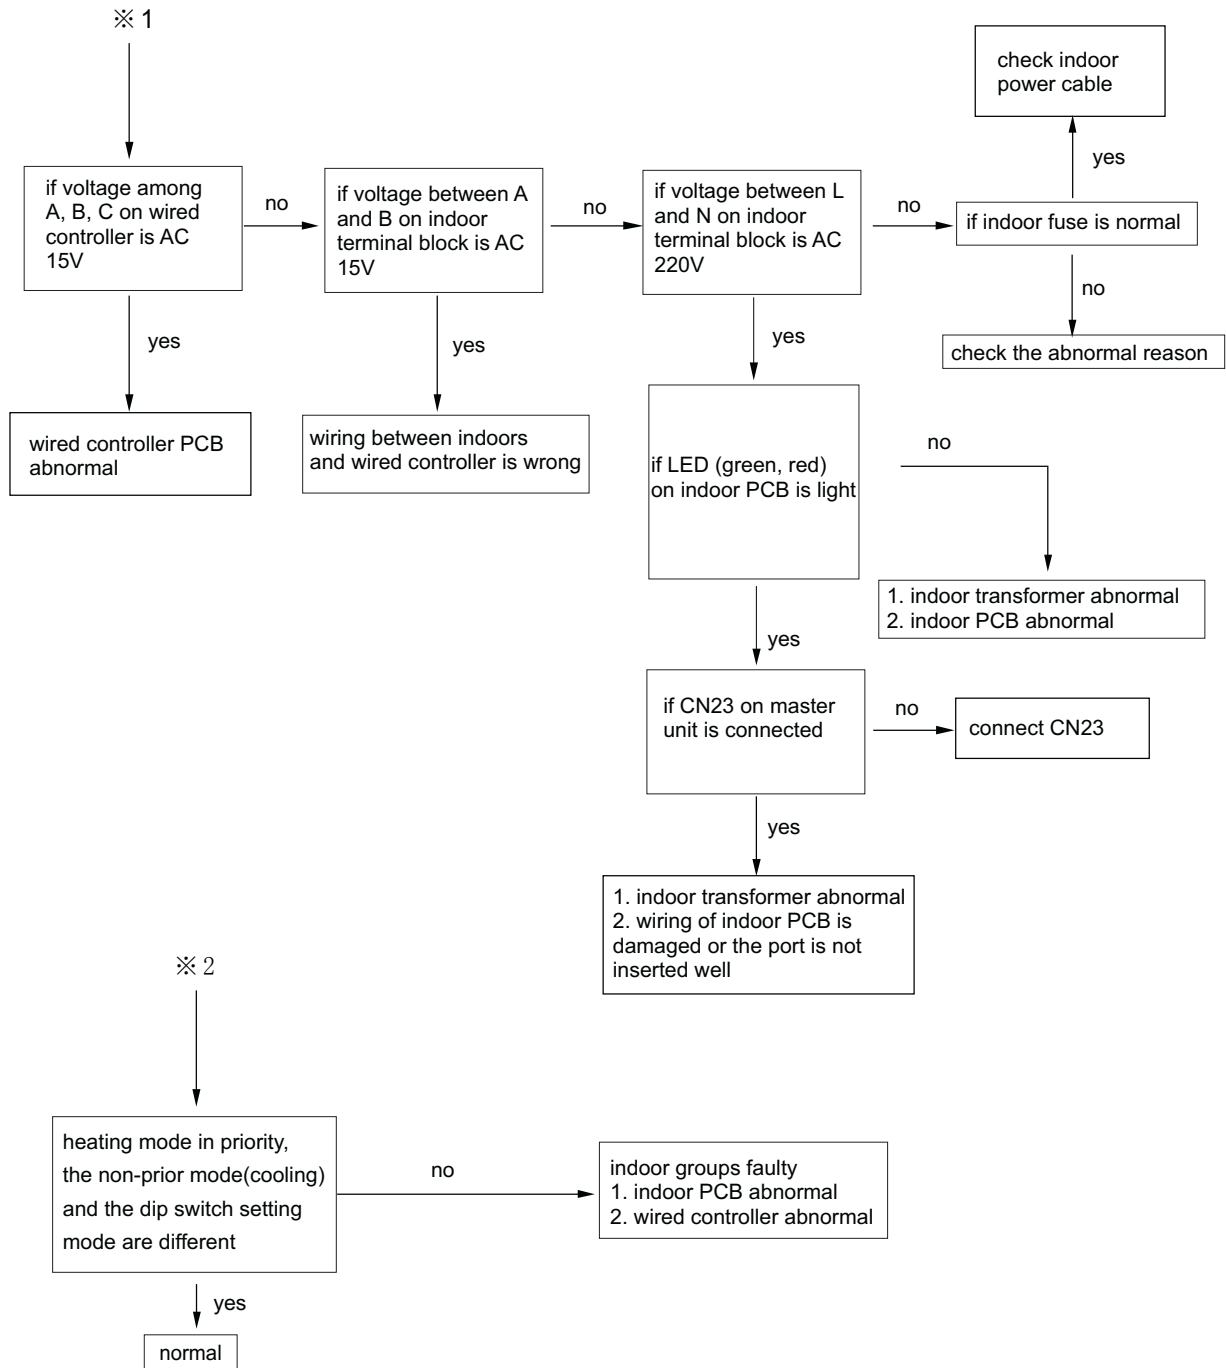 ※ 1
check indoor
power cable
yes
if voltage among
A, B, C on wired
controller is AC
15V
no
if voltage between A
and B on indoor
terminal block is AC
15V
no
if voltage between L
and N on indoor
terminal block is AC
220V
no
if indoor fuse is normal
no
check the abnormal reason
yes
yes
yes
wired controller PCB
abnormal
wiring between indoors
and wired controller is wrong
if LED (green, red)
on indoor PCB is light
no
1. indoor transformer abnormal
2. indoor PCB abnormal
yes
if CN23 on master
unit is connected
no
connect CN23
yes
1. indoor transformer abnormal
2. wiring of indoor PCB is
damaged or the port is not
inserted well
※ 2
heating mode in priority,
the non-prior mode(cooling)
and the dip switch setting
mode are different
no
indoor groups faulty
1. indoor PCB abnormal
2. wired controller abnormal
yes
normal